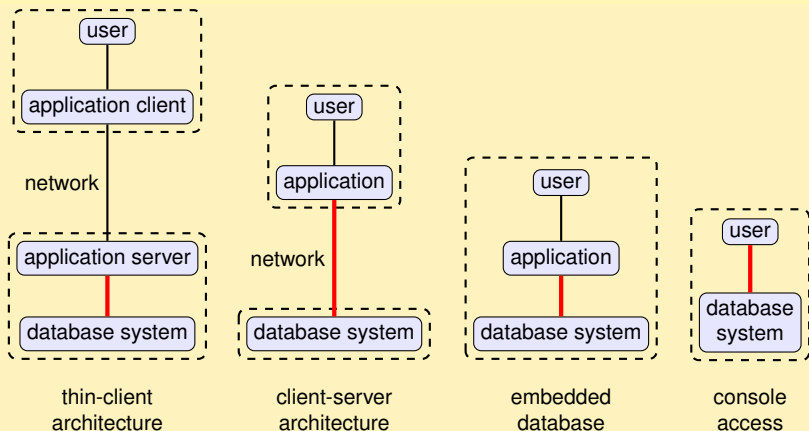 user
application client
network
application server
database system
thin-client
architecture
user
application
network
database system
client-server
architecture
user
application
database system
embedded
database
user
database
system
console
access